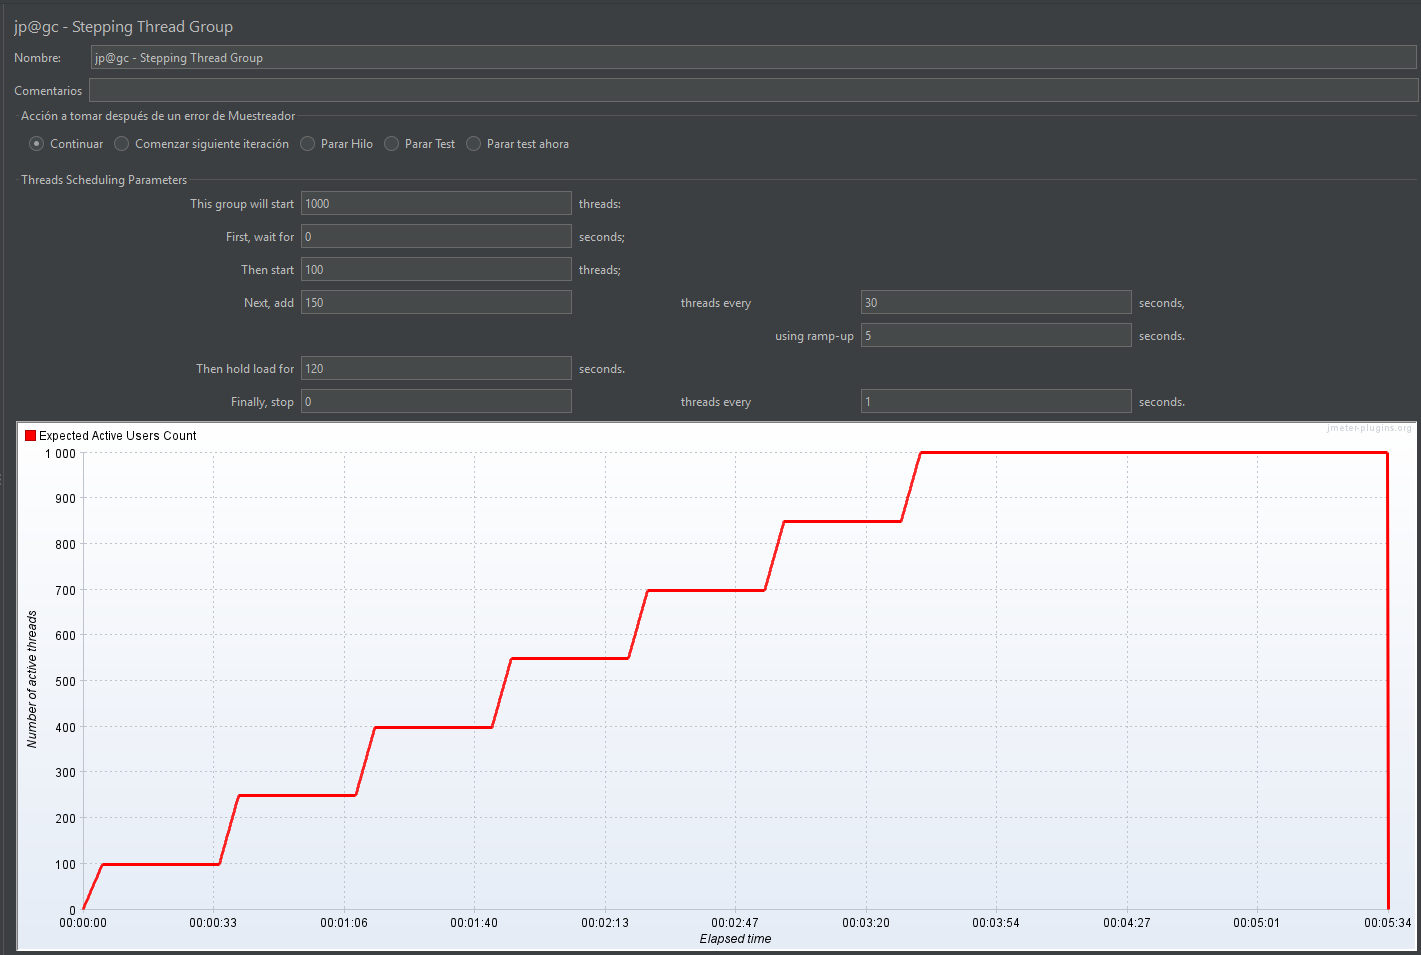 jp@gc - Stepping Thread Group
Nombre: jp@gc - Stepping Thread Group
Comentarios
Acción a tomar después de un error de Muestreador
Continuar Comenzar siguiente iteración Parar Hilo Parar Test Parar test ahora
Threads Scheduling Parameters
This group will start 1000 threads:
First, wait for 0 seconds;
Then start 100 threads;
Next, add 150 threads every 30 seconds,
using ramp-up 5 seconds.
Then hold load for 120 seconds.
Finally, stop 0 threads every 1 seconds.
Expected Active Users Count
jmeter-plugins.org
1 000
900
800
700
600
500
400
300
200
100
0
Number of active threads
00:00:00 00:00:33 00:01:06 00:01:40 00:02:13 00:02:47 00:03:20 00:03:54 00:04:27 00:05:01 00:05:34
Elapsed time